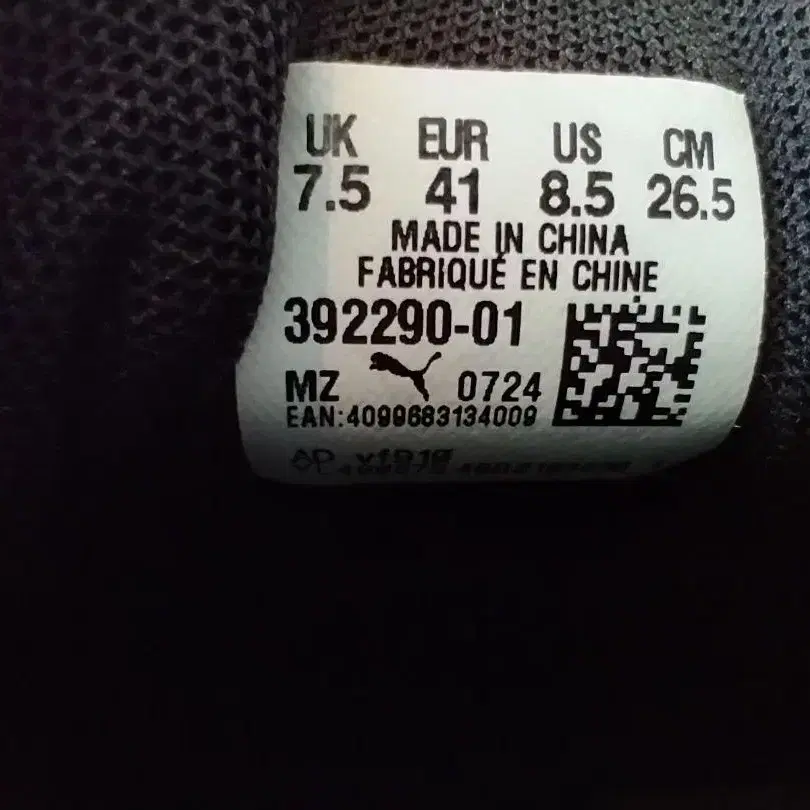 UK EUR US CM
7.5 41 8.5 26.5
MADE IN CHINA
FABRIQUÉ EN CHINE
392290-01
MZ 0724
EAN:4099683134009